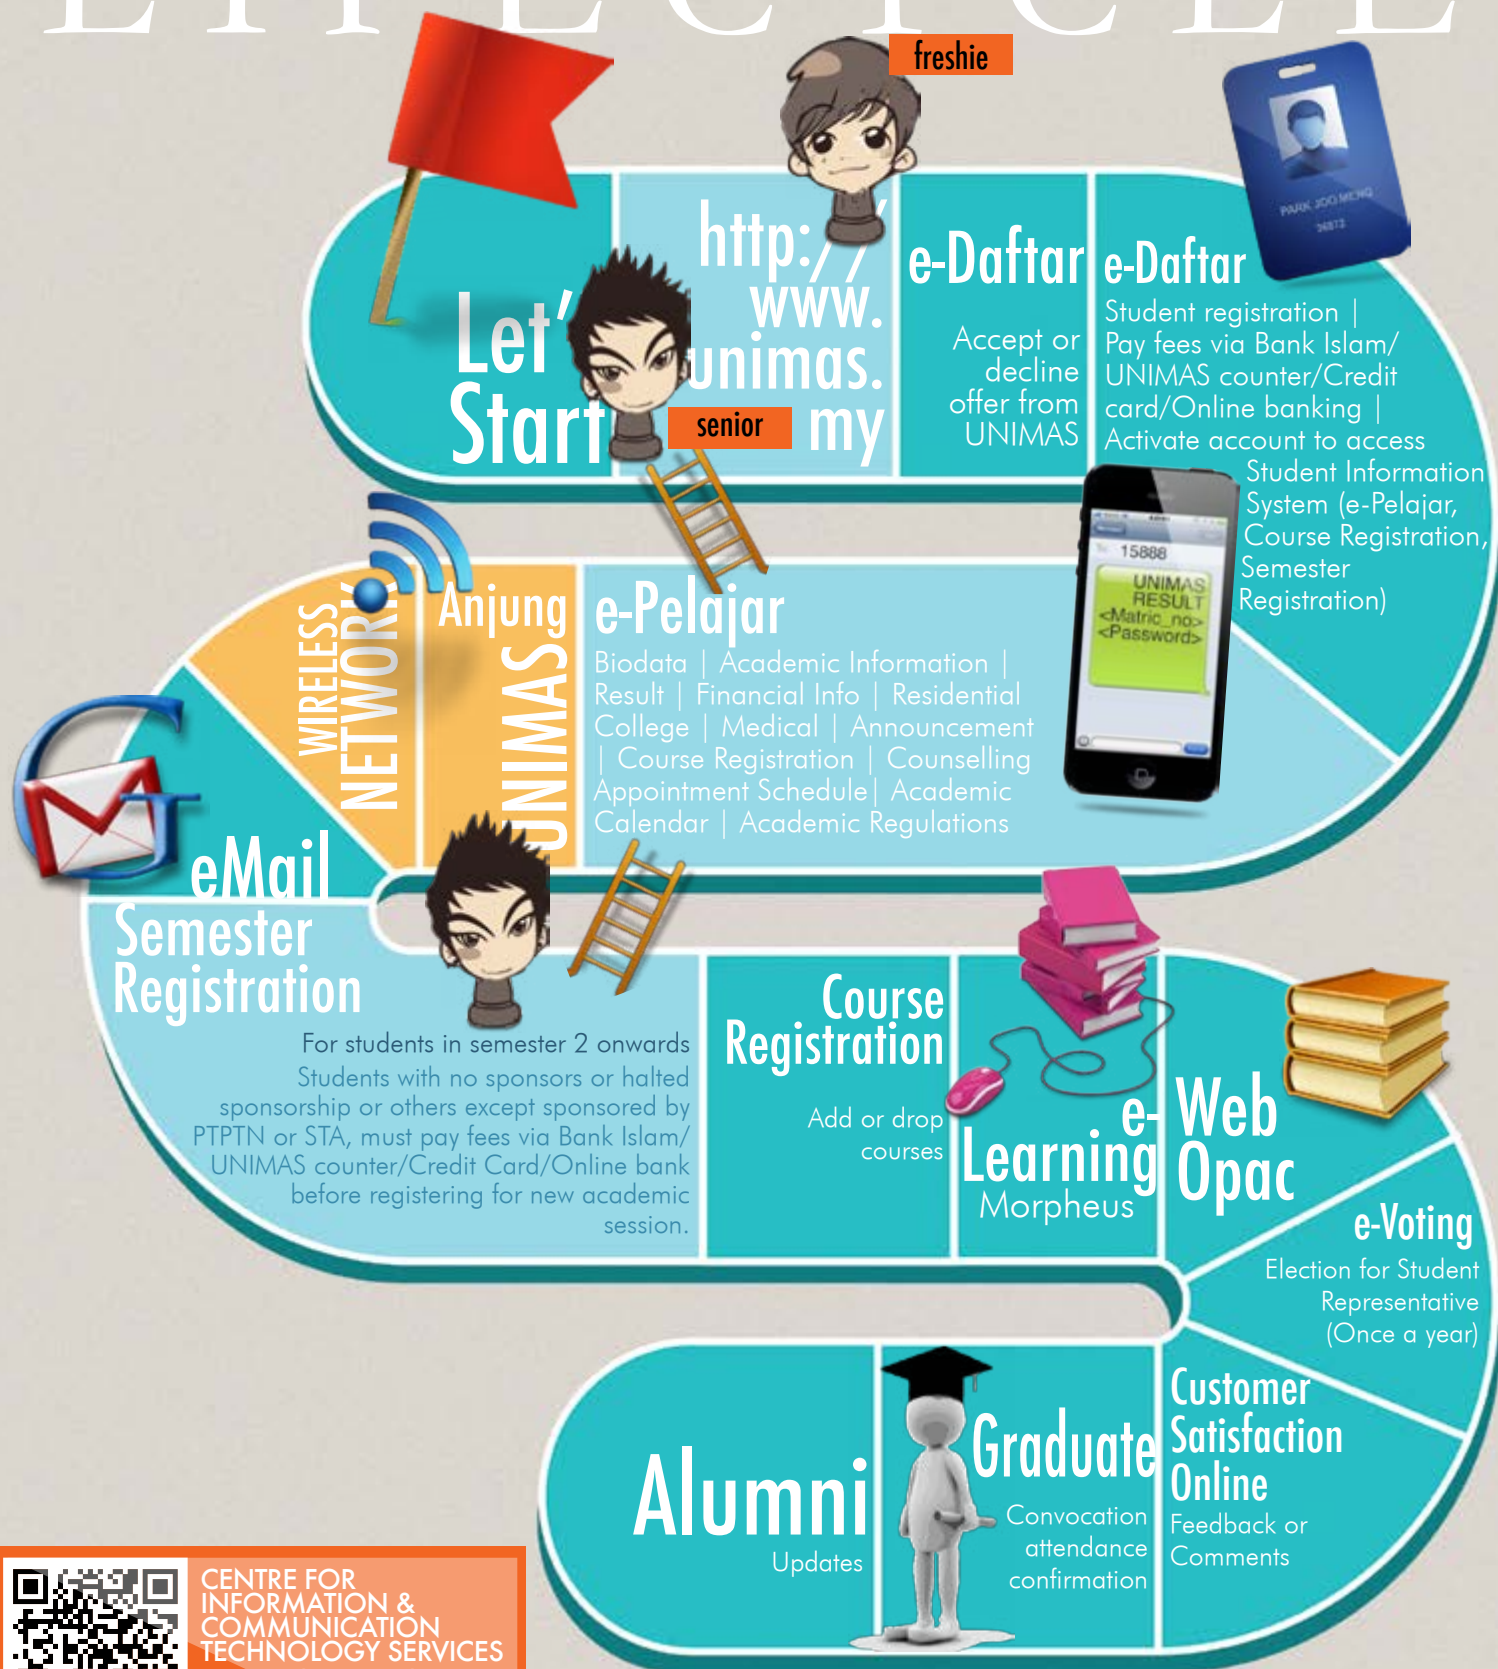 LIFECYCLE
freshie
PARK JOO MENG
36873
Let'
Start
senior
http://
www.
unimas.
my
e-Daftar
Accept or
decline
offer from
UNIMAS
e-Daftar
Student registration |
Pay fees via Bank Islam/
UNIMAS counter/Credit
card/Online banking |
Activate account to access
Student Information
System (e-Pelajar,
Course Registration,
Semester
Registration)
15888
UNIMAS
RESULT
<Matric_no>
<Password>
e-Pelajar
Biodata | Academic Information |
Result | Financial Info | Residential
College | Medical | Announcement
| Course Registration | Counselling
Appointment Schedule| Academic
Calendar | Academic Regulations
Anjung
UNIMAS
WIRELESS
NETWORK
eMail
Semester
Registration
For students in semester 2 onwards
Students with no sponsors or halted
sponsorship or others except sponsored by
PTPTN or STA, must pay fees via Bank Islam/
UNIMAS counter/Credit Card/Online bank
before registering for new academic
session.
Course
Registration
Add or drop
courses
e-
Learning
Morpheus
Web
Opac
e-Voting
Election for Student
Representative
(Once a year)
Customer
Satisfaction
Online
Feedback or
Comments
Graduate
Convocation
attendance
confirmation
Alumni
Updates
CENTRE FOR
INFORMATION &
COMMUNICATION
TECHNOLOGY SERVICES